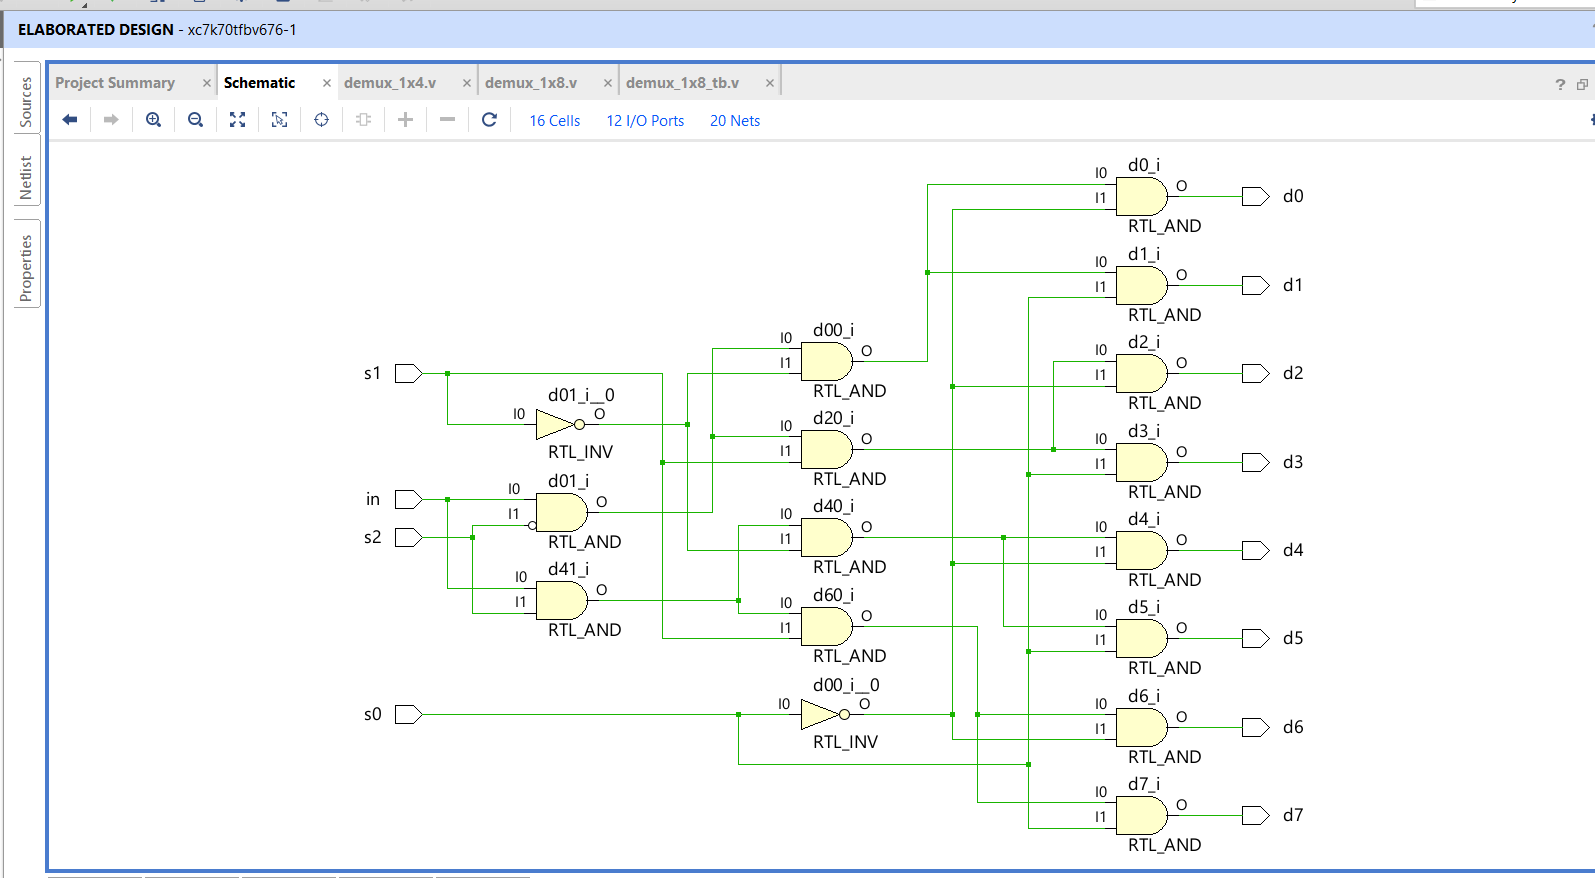 ELABORATED DESIGN - xc7k70tfbv676-1
Sources
Netlist
Properties
Project Summary × Schematic × demux_1x4.v × demux_1x8.v × demux_1x8_tb.v × ?
16 Cells 12 I/O Ports 20 Nets
d0_i
I0
I1
O
RTL_AND
d0
d1_i
I0
I1
O
RTL_AND
d1
d2_i
I0
I1
O
RTL_AND
d2
d3_i
I0
I1
O
RTL_AND
d3
d4_i
I0
I1
O
RTL_AND
d4
d5_i
I0
I1
O
RTL_AND
d5
d6_i
I0
I1
O
RTL_AND
d6
d7_i
I0
I1
O
RTL_AND
d7
d00_i
I0
I1
O
RTL_AND
d20_i
I0
I1
O
RTL_AND
d40_i
I0
I1
O
RTL_AND
d60_i
I0
I1
O
RTL_AND
d00_i__0
I0
O
RTL_INV
s1
d01_i__0
I0
O
RTL_INV
in
s2
d01_i
I0
I1
O
RTL_AND
d41_i
I0
I1
O
RTL_AND
s0